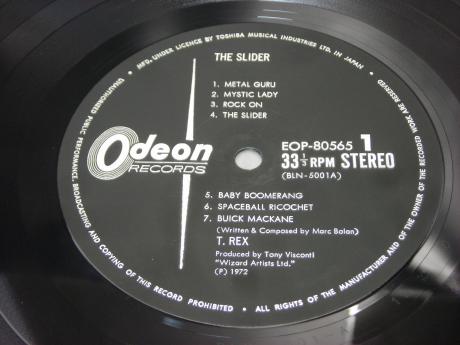 MFG. UNDER LICENCE BY TOSHIBA MUSICAL INDUSTRIES LTD. IN JAPAN •
UNAUTHORIZED PUBLIC PERFORMANCE, BROADCASTING AND COPYING OF THIS RECORD PROHIBITED • ALL RIGHTS OF THE MANUFACTURER AND OF THE OWNER OF THE RECORDED WORK ARE RESERVED •
THE SLIDER
1. METAL GURU
2. MYSTIC LADY
3. ROCK ON
4. THE SLIDER
Odeon
RECORDS
EOP-80565 1
33⅓ RPM STEREO
(BLN-5001A)
5. BABY BOOMERANG
6. SPACEBALL RICOCHET
7. BUICK MACKANE
(Written & Composed by Marc Bolan)
T. REX
Produced by Tony Visconti
"Wizard Artists Ltd."
(P) 1972